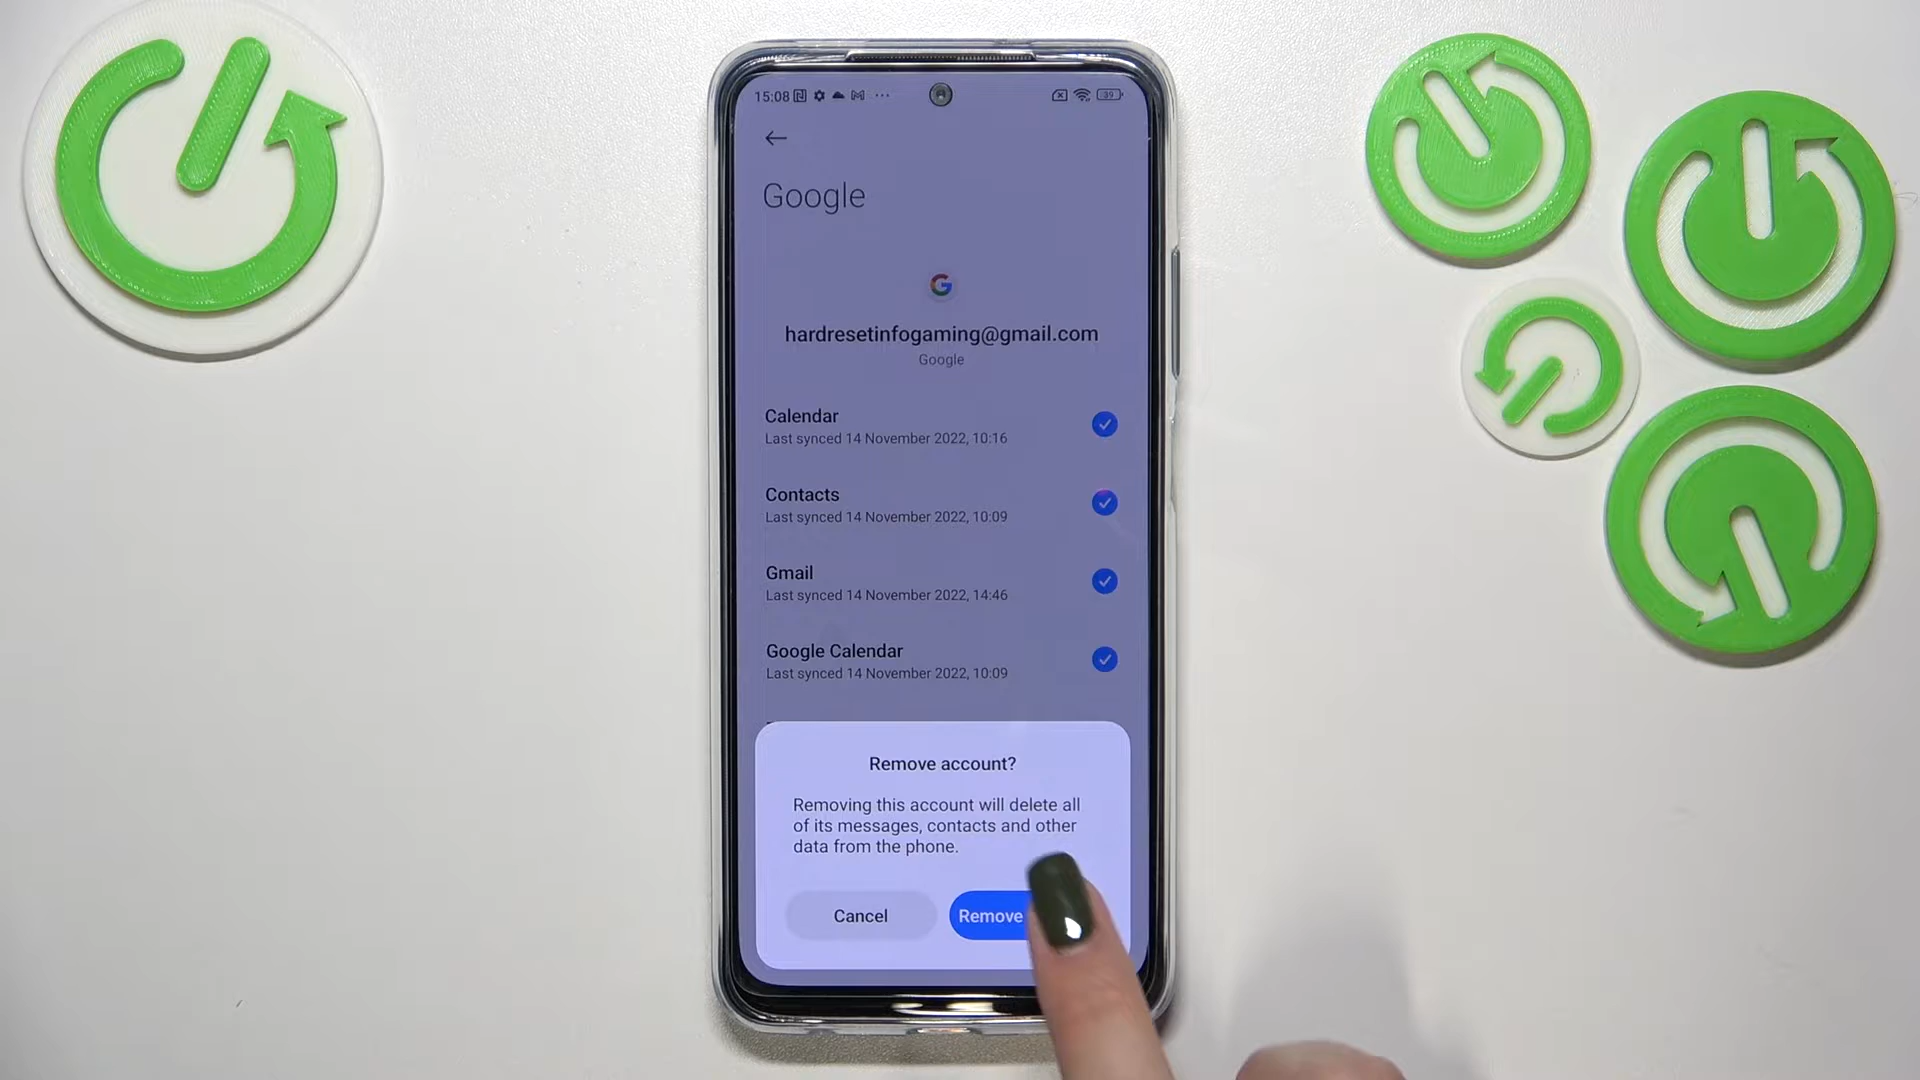 15:08
Google
hardresetinfogaming@gmail.com
Google
Calendar
Last synced 14 November 2022, 10:16
Contacts
Last synced 14 November 2022, 10:09
Gmail
Last synced 14 November 2022, 14:46
Google Calendar
Last synced 14 November 2022, 10:09
Remove account?
Removing this account will delete all
of its messages, contacts and other
data from the phone.
Cancel
Remove